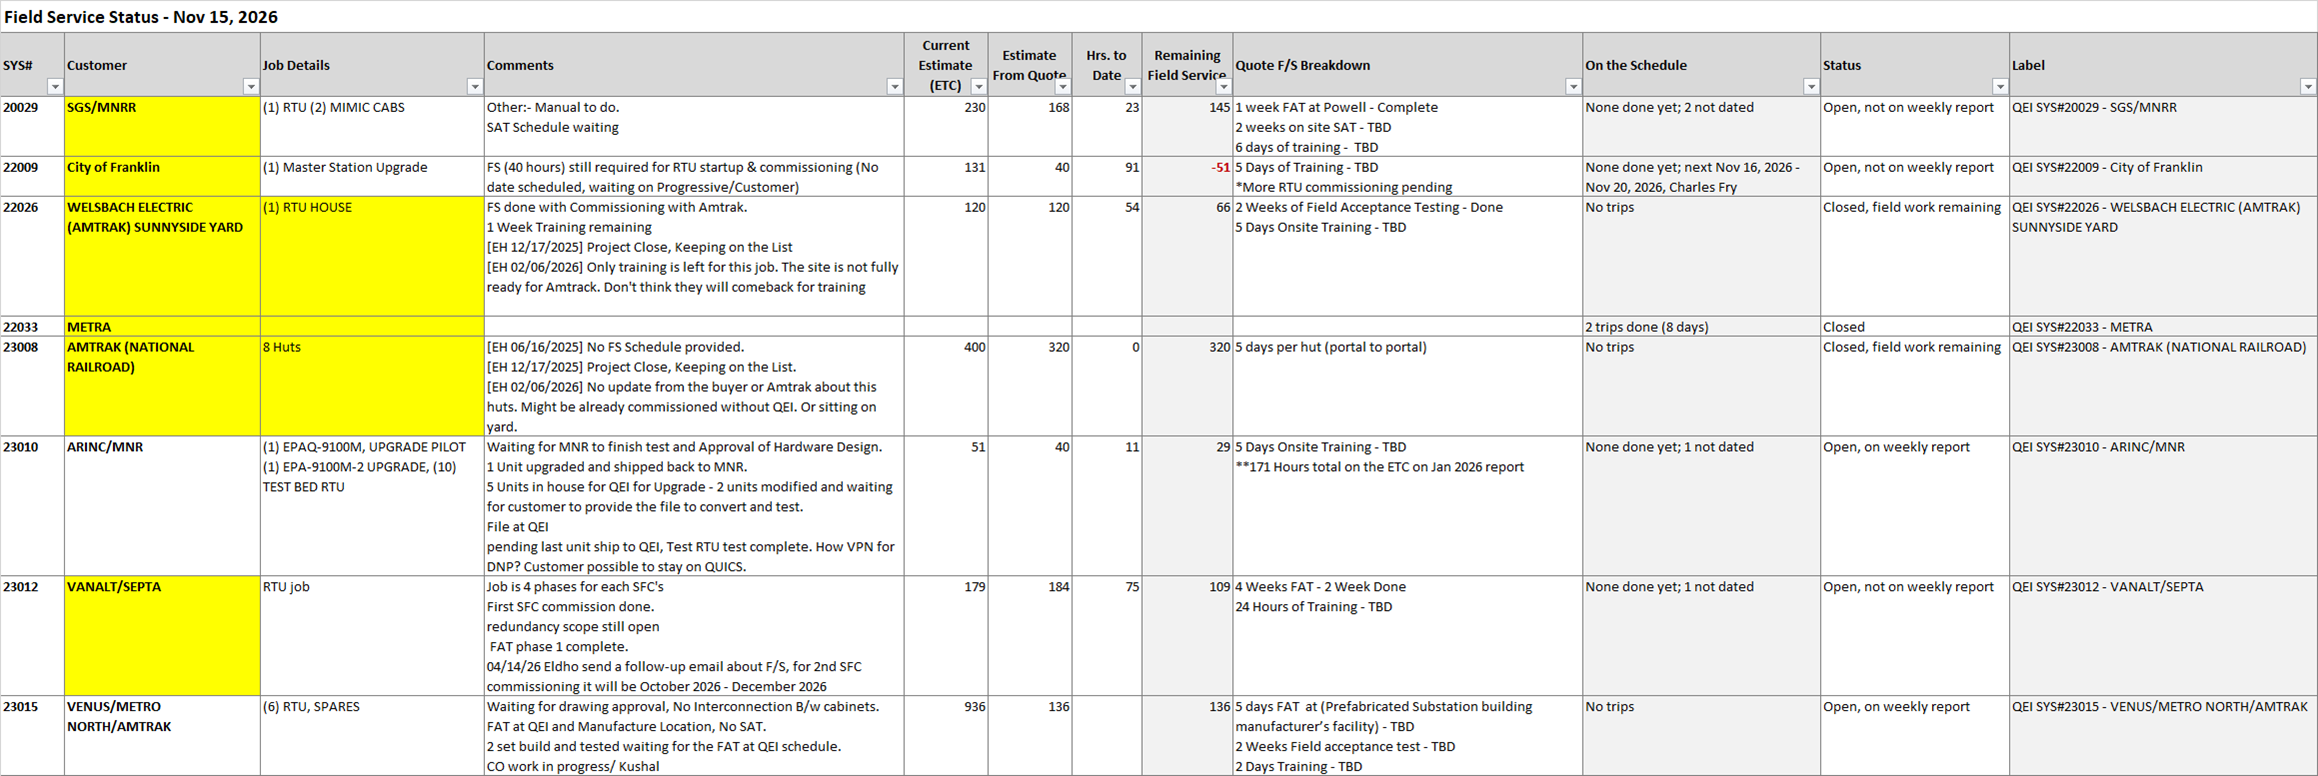 Field Service Status - Nov 15, 2026
SYS# Customer Job Details Comments Current Estimate (ETC) Estimate From Quote Hrs. to Date Remaining Field Service Quote F/S Breakdown On the Schedule Status Label
20029 SGS/MNRR (1) RTU (2) MIMIC CABS Other:- Manual to do. 230 168 23 145 1 week FAT at Powell - Complete None done yet; 2 not dated Open, not on weekly report QEI SYS#20029 - SGS/MNRR
SAT Schedule waiting 2 weeks on site SAT - TBD
6 days of training - TBD
22009 City of Franklin (1) Master Station Upgrade FS (40 hours) still required for RTU startup & commissioning (No 131 40 91 -51 5 Days of Training - TBD None done yet; next Nov 16, 2026 - Open, not on weekly report QEI SYS#22009 - City of Franklin
date scheduled, waiting on Progressive/Customer) *More RTU commissioning pending Nov 20, 2026, Charles Fry
22026 WELSBACH ELECTRIC (1) RTU HOUSE FS done with Commissioning with Amtrak. 120 120 54 66 2 Weeks of Field Acceptance Testing - Done No trips Closed, field work remaining QEI SYS#22026 - WELSBACH ELECTRIC (AMTRAK)
(AMTRAK) SUNNYSIDE YARD 1 Week Training remaining 5 Days Onsite Training - TBD SUNNYSIDE YARD
[EH 12/17/2025] Project Close, Keeping on the List
[EH 02/06/2026] Only training is left for this job. The site is not fully
ready for Amtrack. Don't think they will comeback for training
22033 METRA 2 trips done (8 days) Closed QEI SYS#22033 - METRA
23008 AMTRAK (NATIONAL 8 Huts [EH 06/16/2025] No FS Schedule provided. 400 320 0 320 5 days per hut (portal to portal) No trips Closed, field work remaining QEI SYS#23008 - AMTRAK (NATIONAL RAILROAD)
RAILROAD) [EH 12/17/2025] Project Close, Keeping on the List.
[EH 02/06/2026] No update from the buyer or Amtrak about this
huts. Might be already commissioned without QEI. Or sitting on
yard.
23010 ARINC/MNR (1) EPAQ-9100M, UPGRADE PILOT Waiting for MNR to finish test and Approval of Hardware Design. 51 40 11 29 5 Days Onsite Training - TBD None done yet; 1 not dated Open, on weekly report QEI SYS#23010 - ARINC/MNR
(1) EPA-9100M-2 UPGRADE, (10) 1 Unit upgraded and shipped back to MNR. **171 Hours total on the ETC on Jan 2026 report
TEST BED RTU 5 Units in house for QEI for Upgrade - 2 units modified and waiting
for customer to provide the file to convert and test.
File at QEI
pending last unit ship to QEI, Test RTU test complete. How VPN for
DNP? Customer possible to stay on QUICS.
23012 VANALT/SEPTA RTU job Job is 4 phases for each SFC's 179 184 75 109 4 Weeks FAT - 2 Week Done None done yet; 1 not dated Open, not on weekly report QEI SYS#23012 - VANALT/SEPTA
First SFC commission done. 24 Hours of Training - TBD
redundancy scope still open
FAT phase 1 complete.
04/14/26 Eldho send a follow-up email about F/S, for 2nd SFC
commissioning it will be October 2026 - December 2026
23015 VENUS/METRO (6) RTU, SPARES Waiting for drawing approval, No Interconnection B/w cabinets. 936 136 136 5 days FAT at (Prefabricated Substation building No trips Open, on weekly report QEI SYS#23015 - VENUS/METRO NORTH/AMTRAK
NORTH/AMTRAK FAT at QEI and Manufacture Location, No SAT. manufacturer’s facility) - TBD
2 set build and tested waiting for the FAT at QEI schedule. 2 Weeks Field acceptance test - TBD
CO work in progress/ Kushal 2 Days Training - TBD